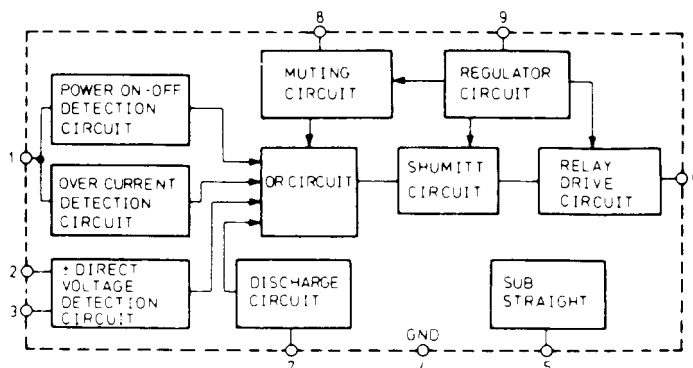 8
9
MUTING
CIRCUIT
REGULATOR
CIRCUIT
POWER ON-OFF
DETECTION
CIRCUIT
1
OVER CURRENT
DETECTION
CIRCUIT
OR CIRCUIT
SHUMITT
CIRCUIT
RELAY
DRIVE
CIRCUIT
2
3
± DIRECT
VOLTAGE
DETECTION
CIRCUIT
DISCHARGE
CIRCUIT
SUB
STRAIGHT
GND